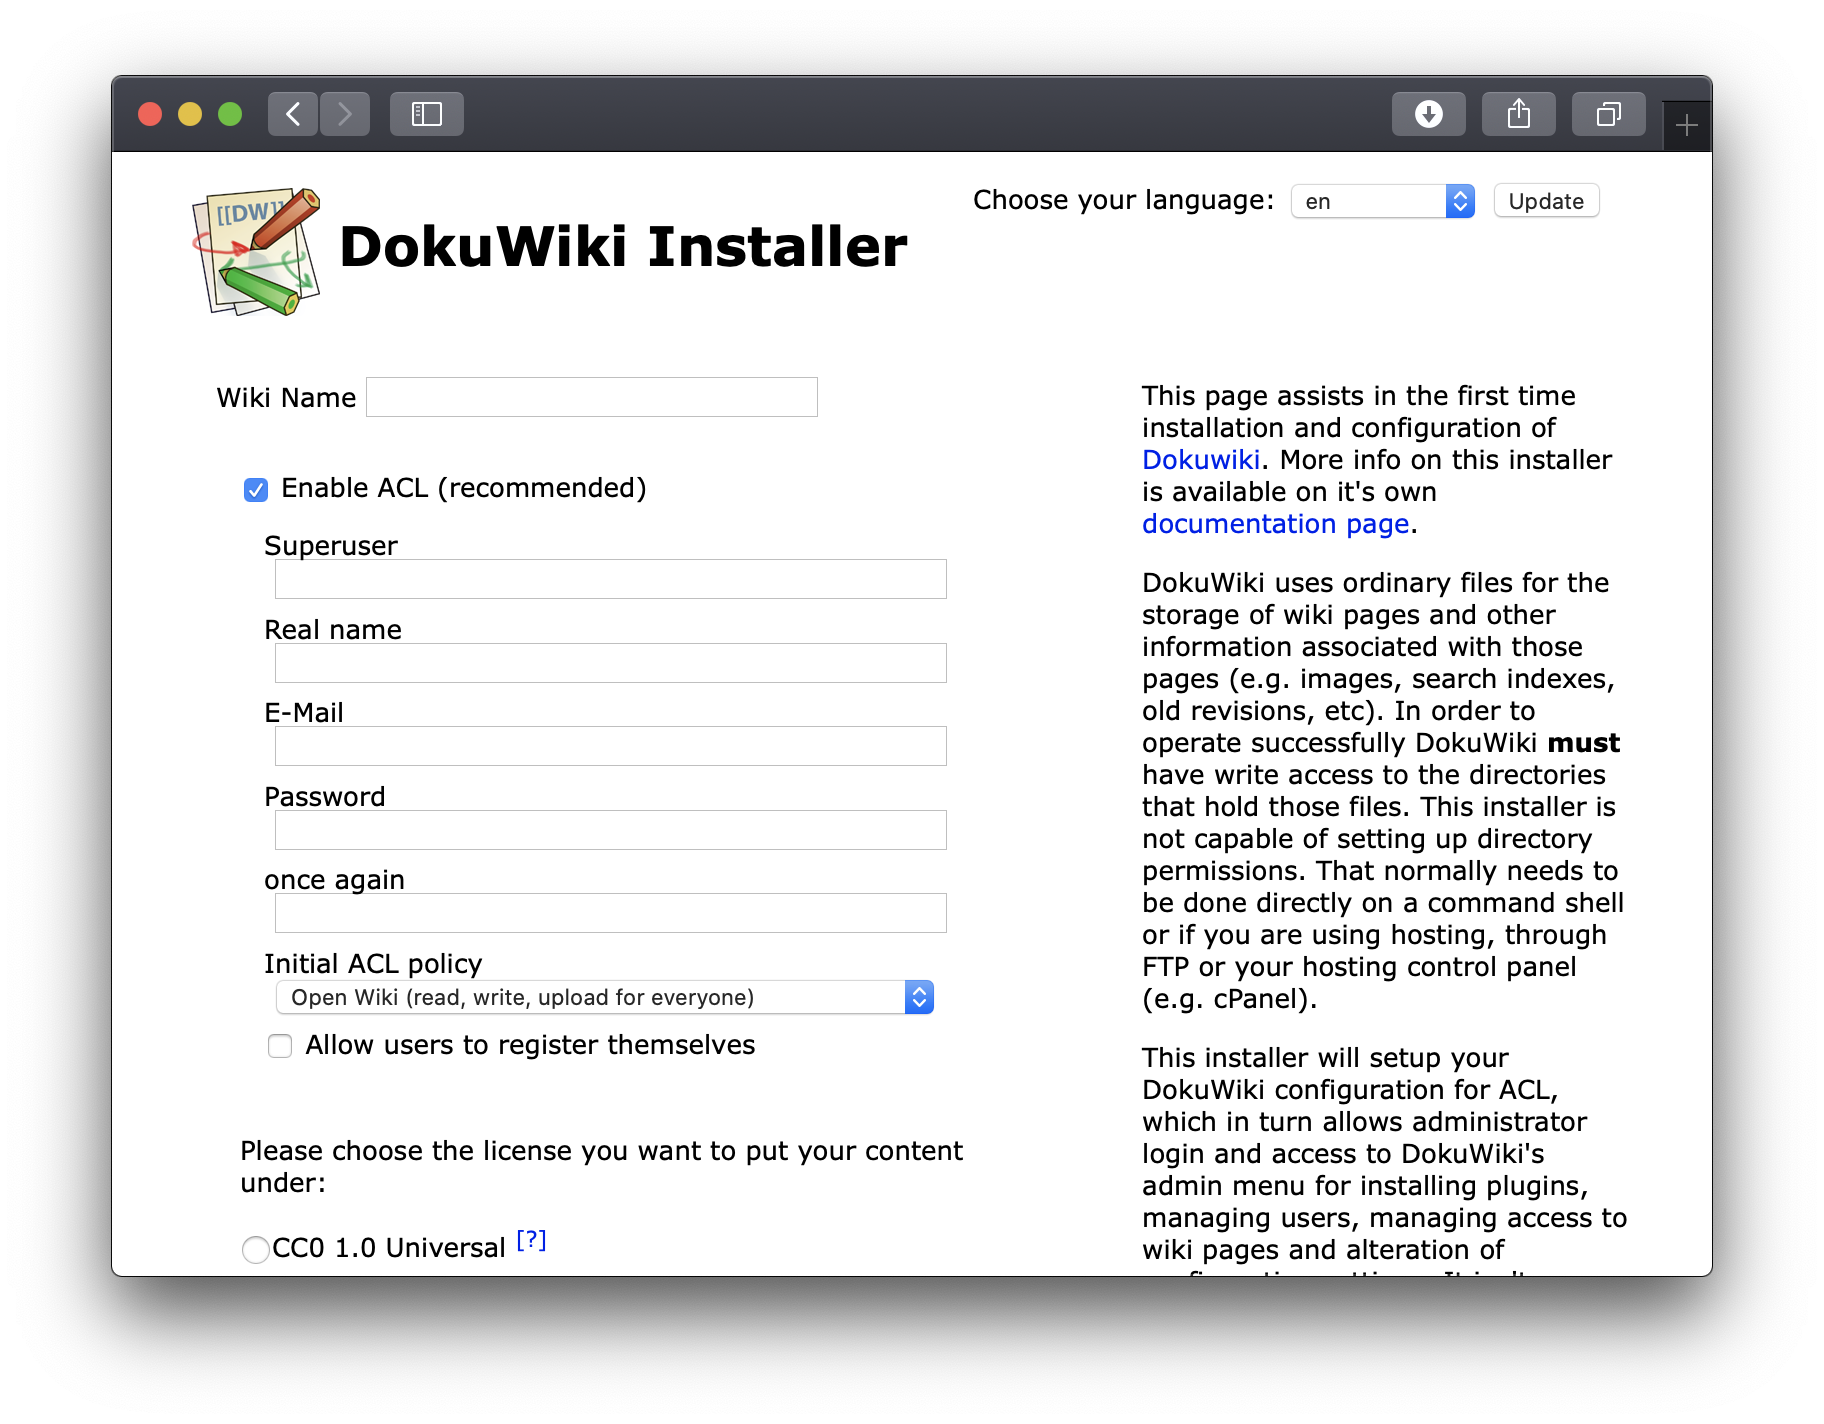 [[DW]]
DokuWiki Installer
Choose your language: en Update
Wiki Name
Enable ACL (recommended)
Superuser
Real name
E-Mail
Password
once again
Initial ACL policy
Open Wiki (read, write, upload for everyone)
Allow users to register themselves
Please choose the license you want to put your content
under:
CC0 1.0 Universal [?]
This page assists in the first time
installation and configuration of
Dokuwiki. More info on this installer
is available on it's own
documentation page.
DokuWiki uses ordinary files for the
storage of wiki pages and other
information associated with those
pages (e.g. images, search indexes,
old revisions, etc). In order to
operate successfully DokuWiki must
have write access to the directories
that hold those files. This installer is
not capable of setting up directory
permissions. That normally needs to
be done directly on a command shell
or if you are using hosting, through
FTP or your hosting control panel
(e.g. cPanel).
This installer will setup your
DokuWiki configuration for ACL,
which in turn allows administrator
login and access to DokuWiki's
admin menu for installing plugins,
managing users, managing access to
wiki pages and alteration of